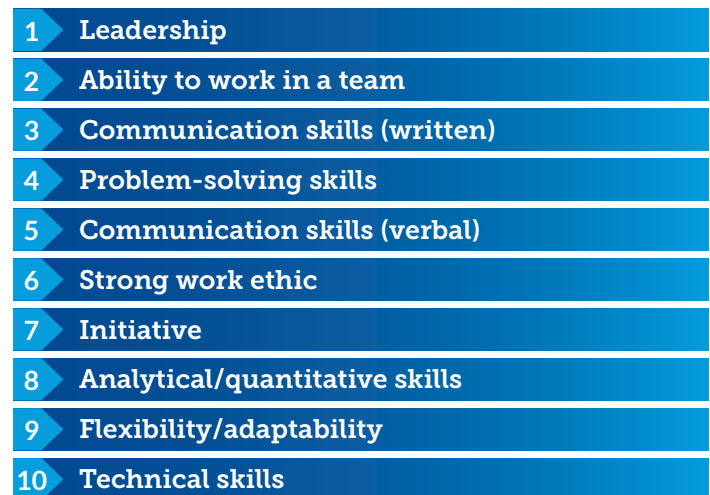 1 Leadership
2 Ability to work in a team
3 Communication skills (written)
4 Problem-solving skills
5 Communication skills (verbal)
6 Strong work ethic
7 Initiative
8 Analytical/quantitative skills
9 Flexibility/adaptability
10 Technical skills